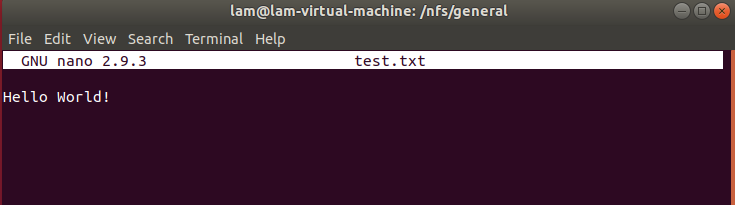 lam@lam-virtual-machine: /nfs/general
File Edit View Search Terminal Help
GNU nano 2.9.3 test.txt
Hello World!